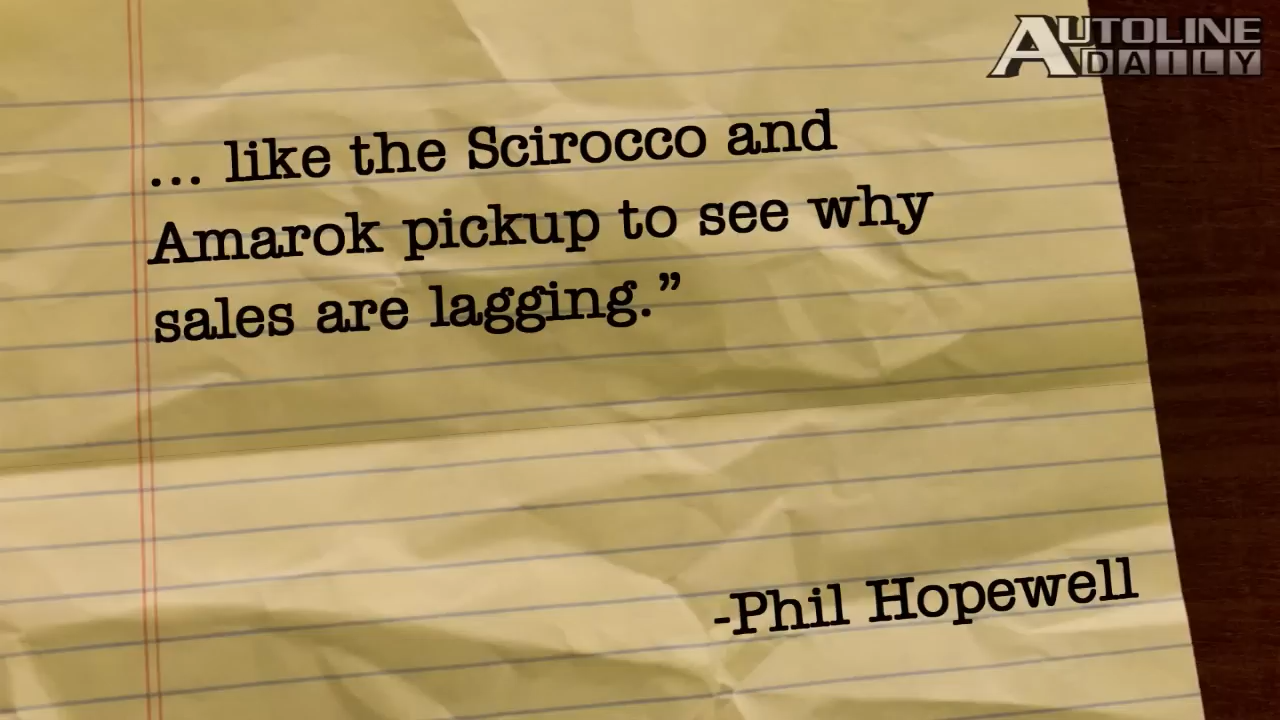 AUTOLINE
DAILY
... like the Scirocco and
Amarok pickup to see why
sales are lagging.”
-Phil Hopewell